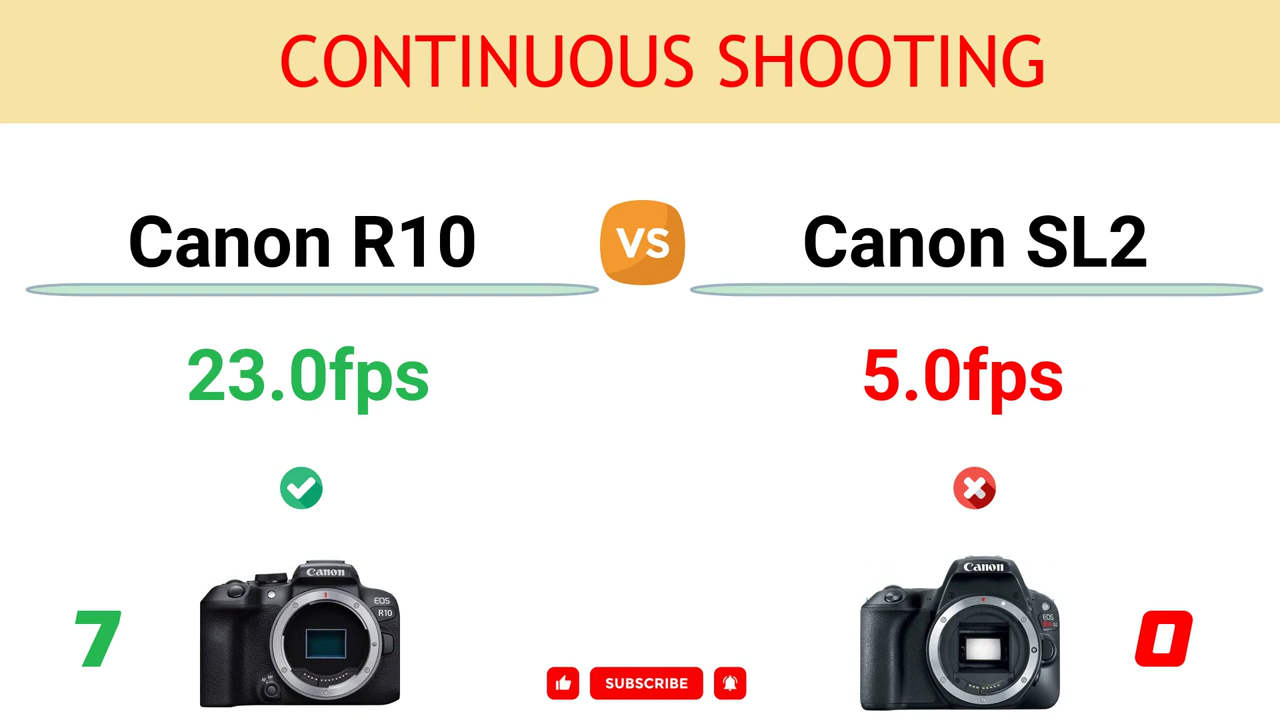 CONTINUOUS SHOOTING
Canon R10
VS
Canon SL2
23.0fps
5.0fps
Canon
EOS
R10
Canon
EOS
7
0
SUBSCRIBE